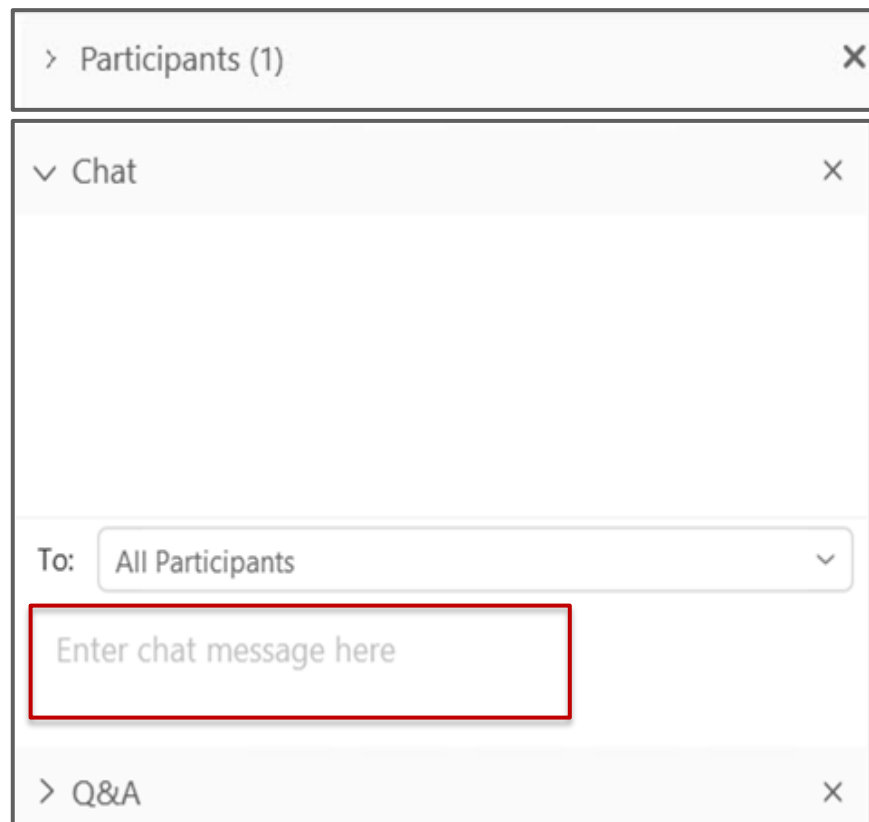 Participants (1)
Chat
To: All Participants
Enter chat message here
Q&A